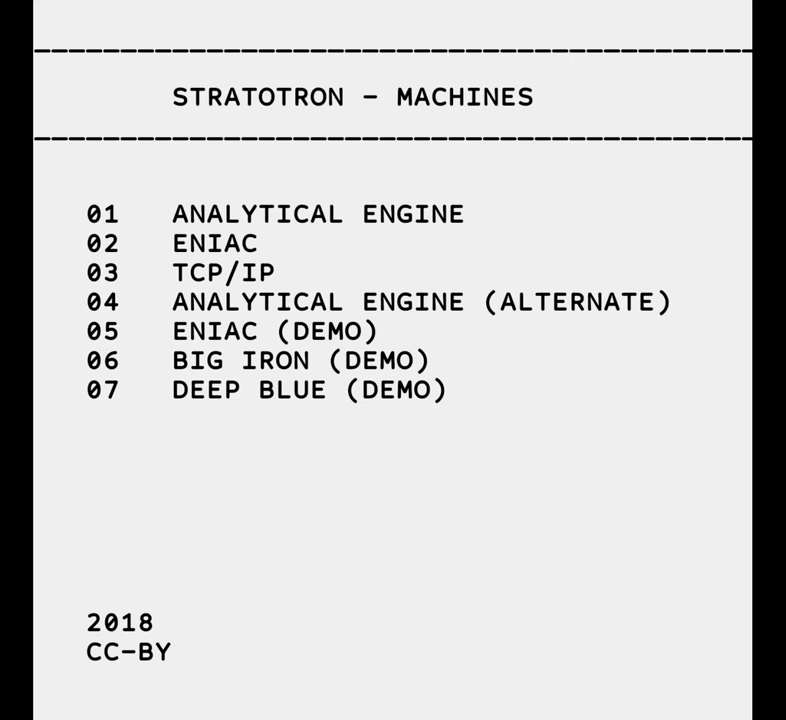 STRATOTRON - MACHINES
01 ANALYTICAL ENGINE
02 ENIAC
03 TCP/IP
04 ANALYTICAL ENGINE (ALTERNATE)
05 ENIAC (DEMO)
06 BIG IRON (DEMO)
07 DEEP BLUE (DEMO)
2018
CC-BY